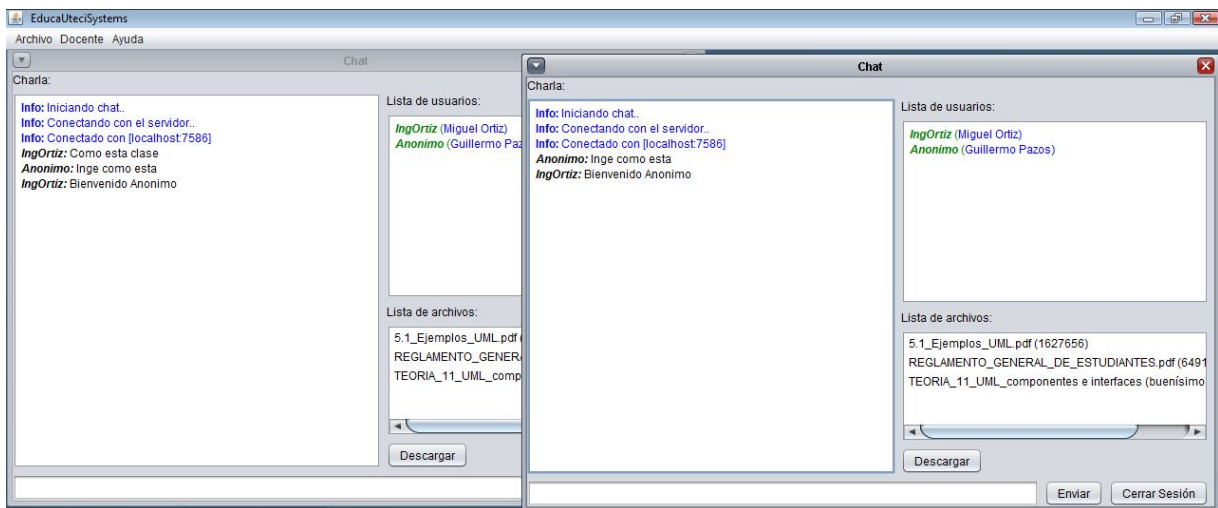 EducaUteciSystems
Archivo Docente Ayuda
Chat
Charla:
Info: Iniciando chat..
Info: Conectando con el servidor..
Info: Conectado con [localhost:7586]
IngOrtiz: Como esta clase
Anonimo: Inge como esta
IngOrtiz: Bienvenido Anonimo
Lista de usuarios:
IngOrtiz (Miguel Ortiz)
Anonimo (Guillermo Paz
Lista de archivos:
5.1_Ejemplos_UML.pdf (
REGLAMENTO_GENER
TEORIA_11_UML_comp
Descargar
Chat
Charla:
Info: Iniciando chat..
Info: Conectando con el servidor..
Info: Conectado con [localhost:7586]
Anonimo: Inge como esta
IngOrtiz: Bienvenido Anonimo
Lista de usuarios:
IngOrtiz (Miguel Ortiz)
Anonimo (Guillermo Pazos)
Lista de archivos:
5.1_Ejemplos_UML.pdf (1627656)
REGLAMENTO_GENERAL_DE_ESTUDIANTES.pdf (6491
TEORIA_11_UML_componentes e interfaces (buenísimo
Descargar
Enviar Cerrar Sesión